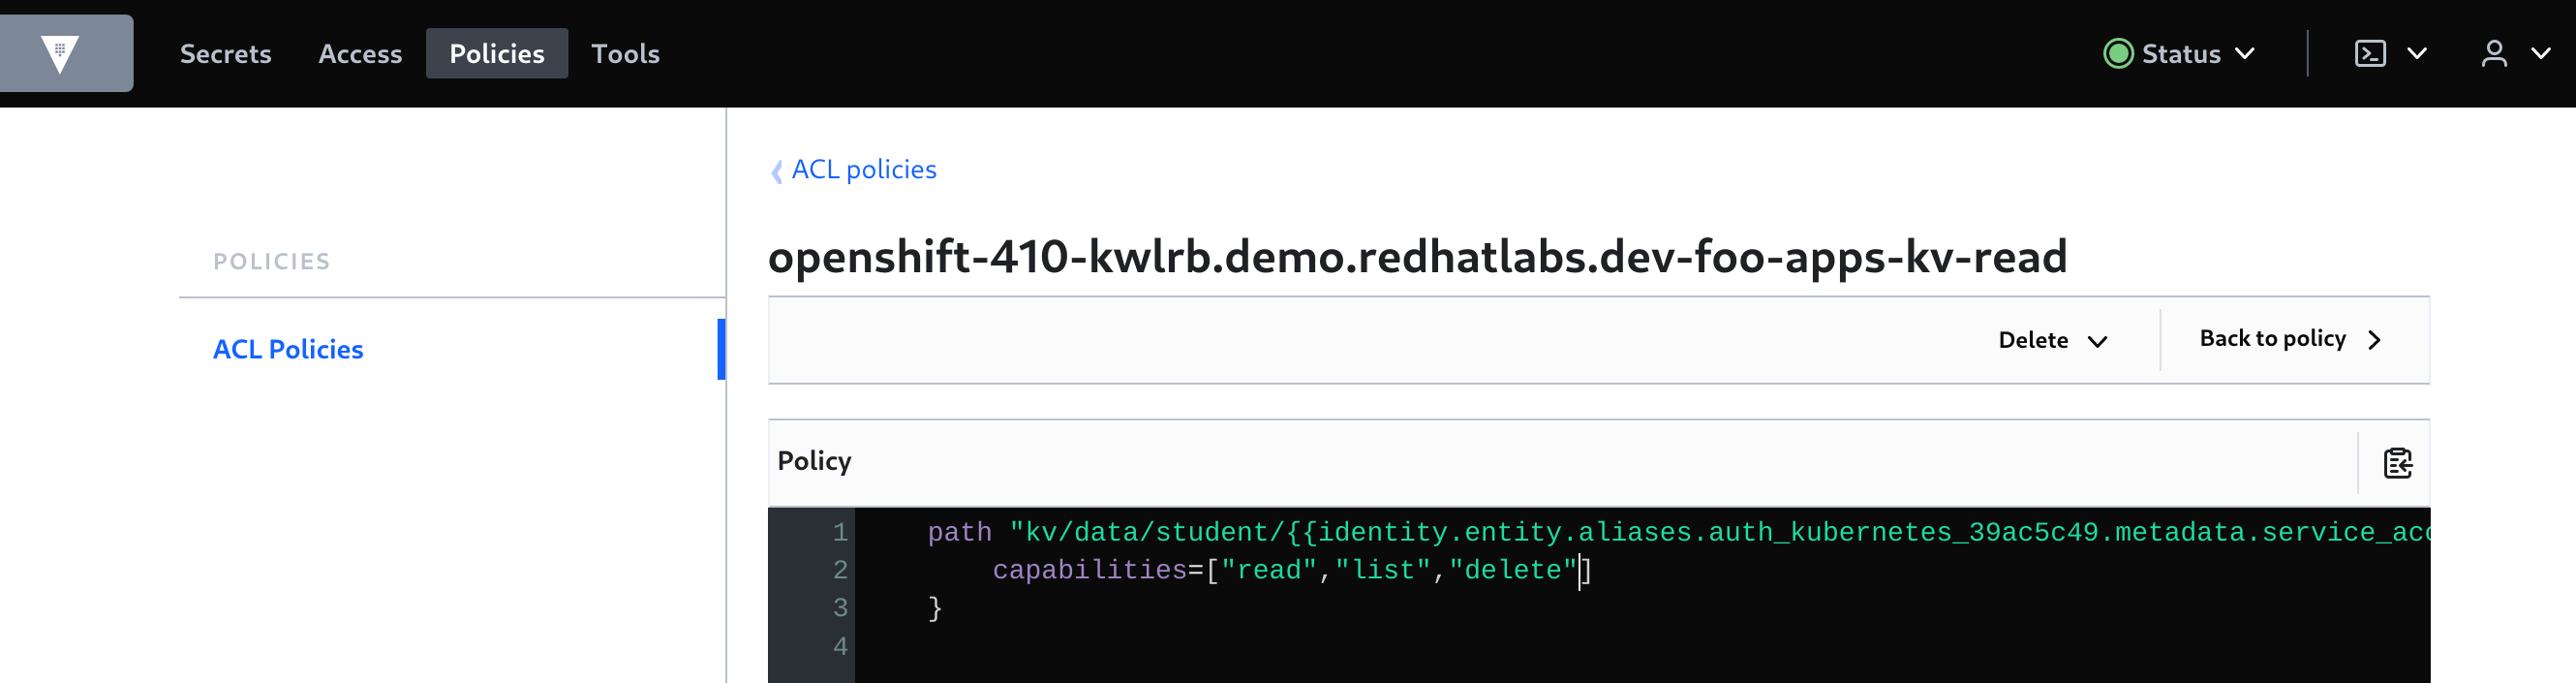 Secrets Access Policies Tools Status
ACL policies
openshift-410-kwlrb.demo.redhatlabs.dev-foo-apps-kv-read
POLICIES
ACL Policies
Delete Back to policy
Policy
1 path "kv/data/student/{{identity.entity.aliases.auth_kubernetes_39ac5c49.metadata.service_acc
2 capabilities=["read","list","delete"]
3 }
4